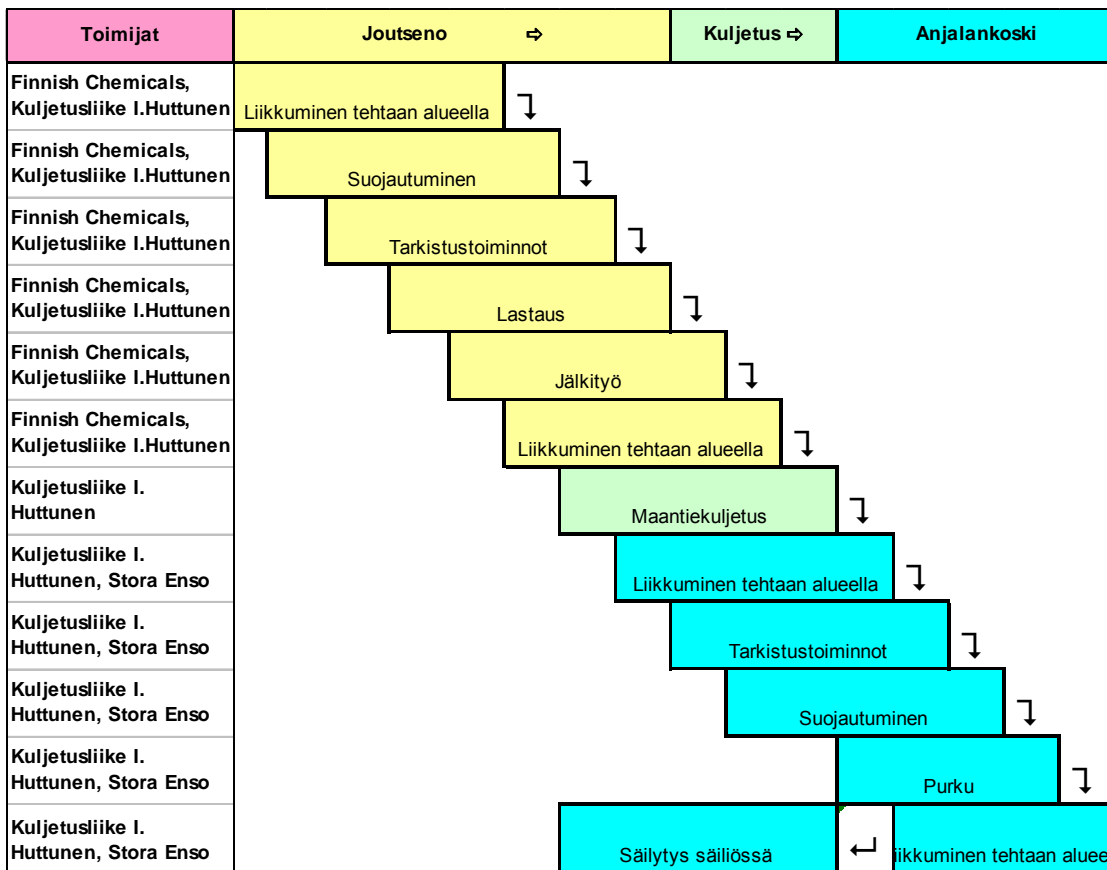 Toimijat
Joutseno ⇨
Kuljetus ⇨
Anjalankoski
Finnish Chemicals,
Kuljetusliike I.Huttunen
Liikkuminen tehtaan alueella
Finnish Chemicals,
Kuljetusliike I.Huttunen
Suojautuminen
Finnish Chemicals,
Kuljetusliike I.Huttunen
Tarkistustoiminnot
Finnish Chemicals,
Kuljetusliike I.Huttunen
Lastaus
Finnish Chemicals,
Kuljetusliike I.Huttunen
Jälkityö
Finnish Chemicals,
Kuljetusliike I.Huttunen
Liikkuminen tehtaan alueella
Kuljetusliike I.
Huttunen
Maantiekuljetus
Kuljetusliike I.
Huttunen, Stora Enso
Liikkuminen tehtaan alueella
Kuljetusliike I.
Huttunen, Stora Enso
Tarkistustoiminnot
Kuljetusliike I.
Huttunen, Stora Enso
Suojautuminen
Kuljetusliike I.
Huttunen, Stora Enso
Purku
Kuljetusliike I.
Huttunen, Stora Enso
Säilytys säiliössä
iikkuminen tehtaan aluee